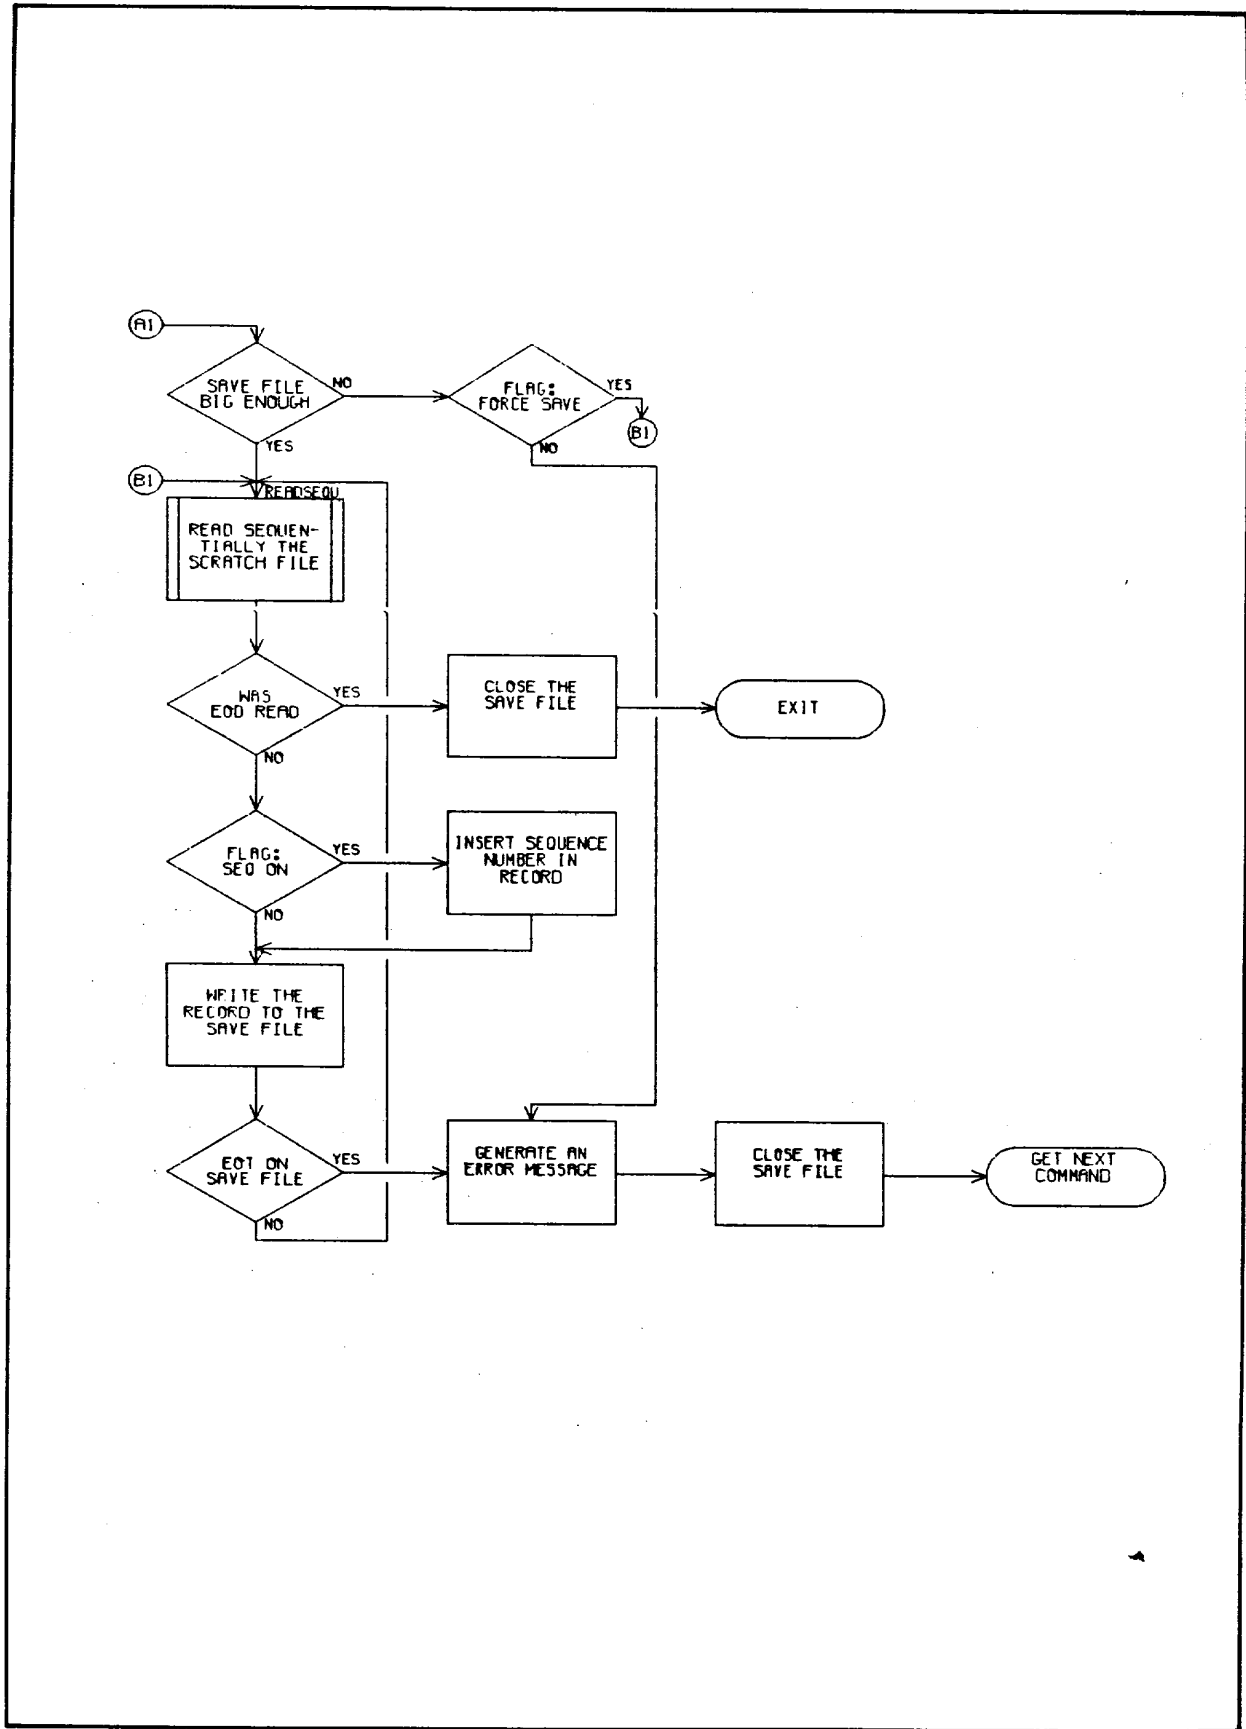 A1
SAVE FILE
BIG ENOUGH
NO
YES
FLAG:
FORCE SAVE
YES
B1
NO
B1
READSEQU
READ SEQUEN-
TIALLY THE
SCRATCH FILE
WAS
EOD READ
YES
NO
CLOSE THE
SAVE FILE
EXIT
FLAG:
SEQ ON
YES
NO
INSERT SEQUENCE
NUMBER IN
RECORD
WRITE THE
RECORD TO THE
SAVE FILE
EOT ON
SAVE FILE
YES
NO
GENERATE AN
ERROR MESSAGE
CLOSE THE
SAVE FILE
GET NEXT
COMMAND